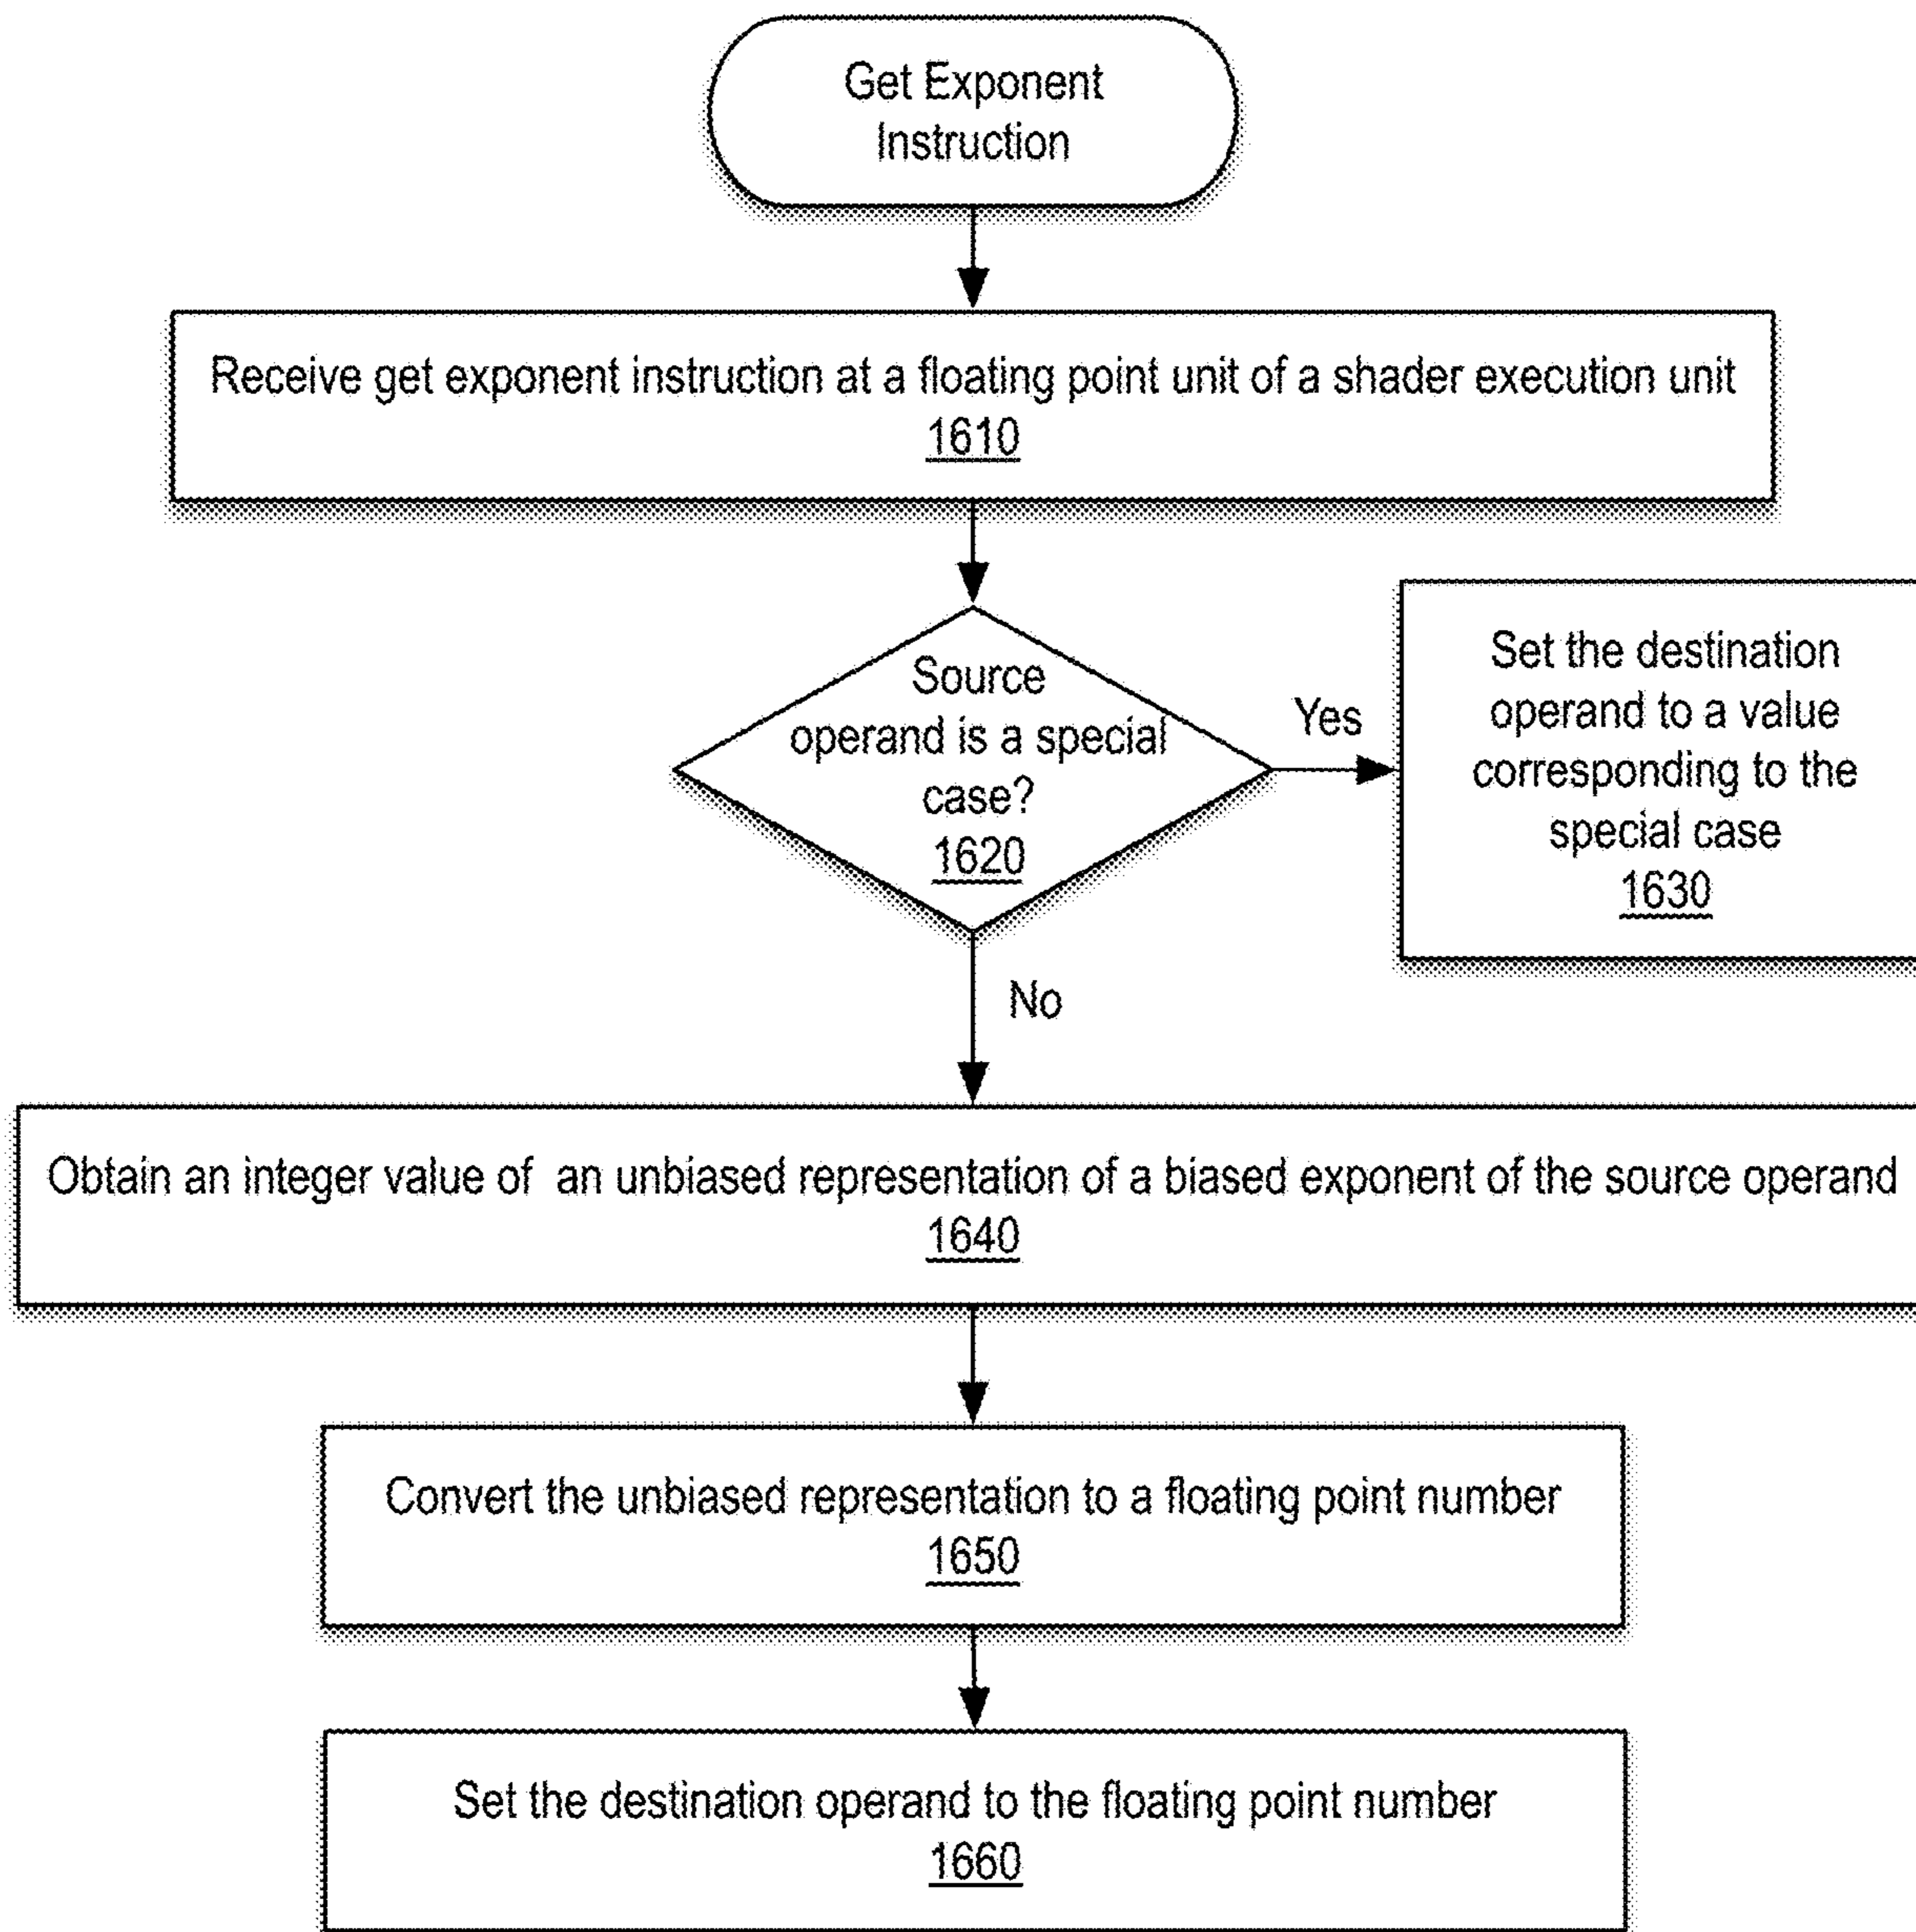 Get Exponent
Instruction
Receive get exponent instruction at a floating point unit of a shader execution unit
1610
Source
operand is a special
case?
1620
Yes
Set the destination
operand to a value
corresponding to the
special case
1630
No
Obtain an integer value of an unbiased representation of a biased exponent of the source operand
1640
Convert the unbiased representation to a floating point number
1650
Set the destination operand to the floating point number
1660